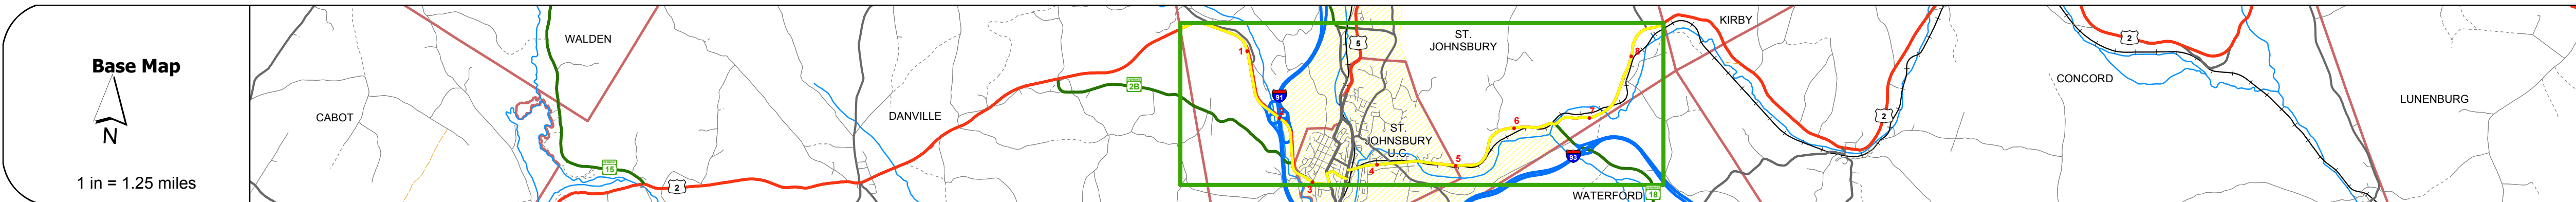 Base Map
N
1 in = 1.25 miles
CABOT
WALDEN
15
2
DANVILLE
2B
1
91
2
3
5
ST.
JOHNSBURY
ST.
JOHNSBURY
U.C.
4
5
6
7
8
93
WATERFORD
18
KIRBY
2
2
CONCORD
LUNENBURG